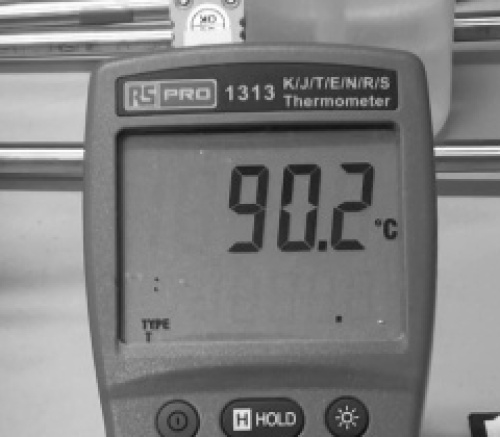 RS PRO 1313 K/J/T/E/N/R/S
Thermometer
90.2 °C
TYPE
T
H HOLD